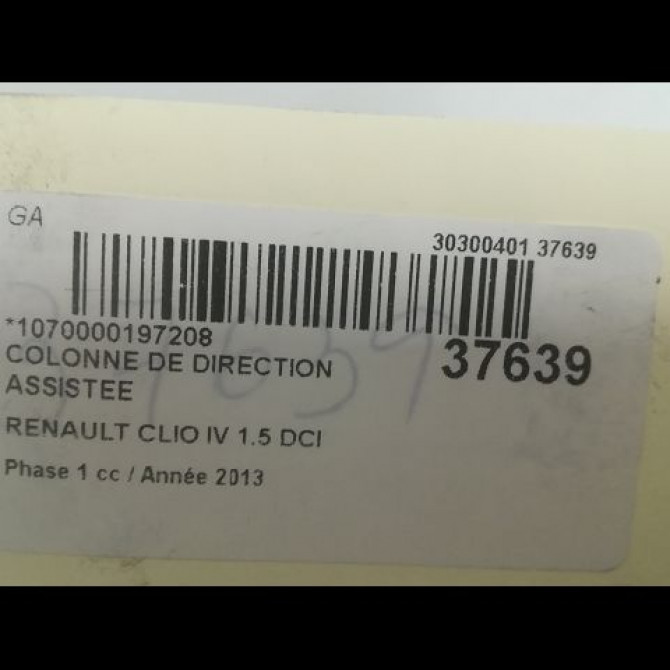 GA
30300401 37639
*1070000197208
37639
COLONNE DE DIRECTION
ASSISTEE
37639
RENAULT CLIO IV 1.5 DCI
Phase 1 cc / Année 2013